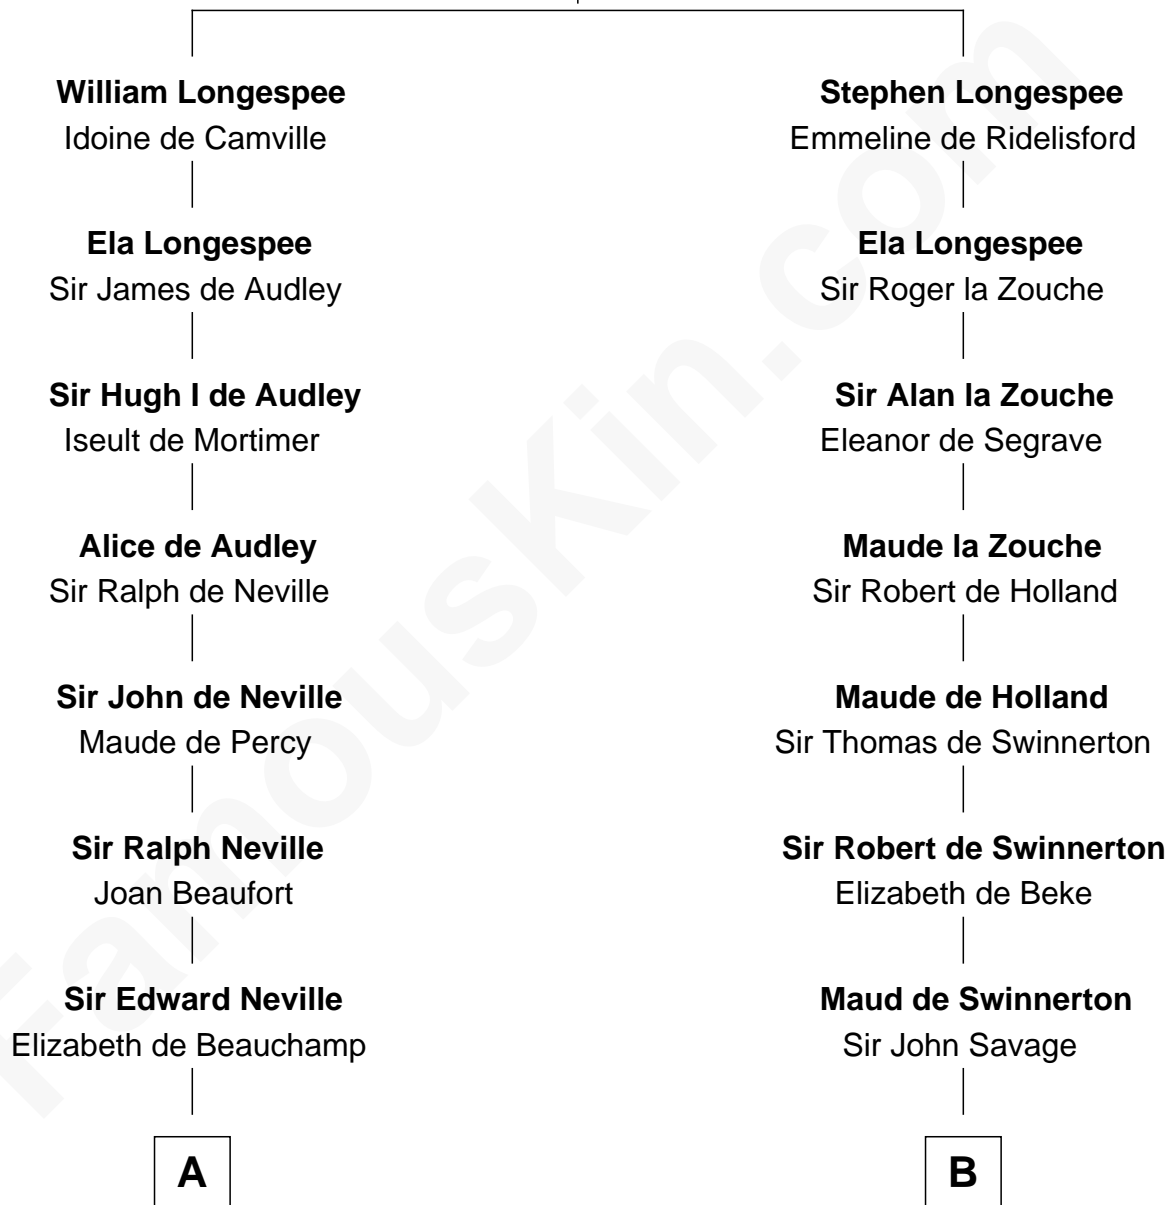 William Longespee
Idoine de Camville
Ela Longespee
Sir James de Audley
Sir Hugh I de Audley
Iseult de Mortimer
Alice de Audley
Sir Ralph de Neville
Sir John de Neville
Maude de Percy
Sir Ralph Neville
Joan Beaufort
Sir Edward Neville
Elizabeth de Beauchamp
A
Stephen Longespee
Emmeline de Ridelisford
Ela Longespee
Sir Roger la Zouche
Sir Alan la Zouche
Eleanor de Segrave
Maude la Zouche
Sir Robert de Holland
Maude de Holland
Sir Thomas de Swinnerton
Sir Robert de Swinnerton
Elizabeth de Beke
Maud de Swinnerton
Sir John Savage
B
FamousKin.com